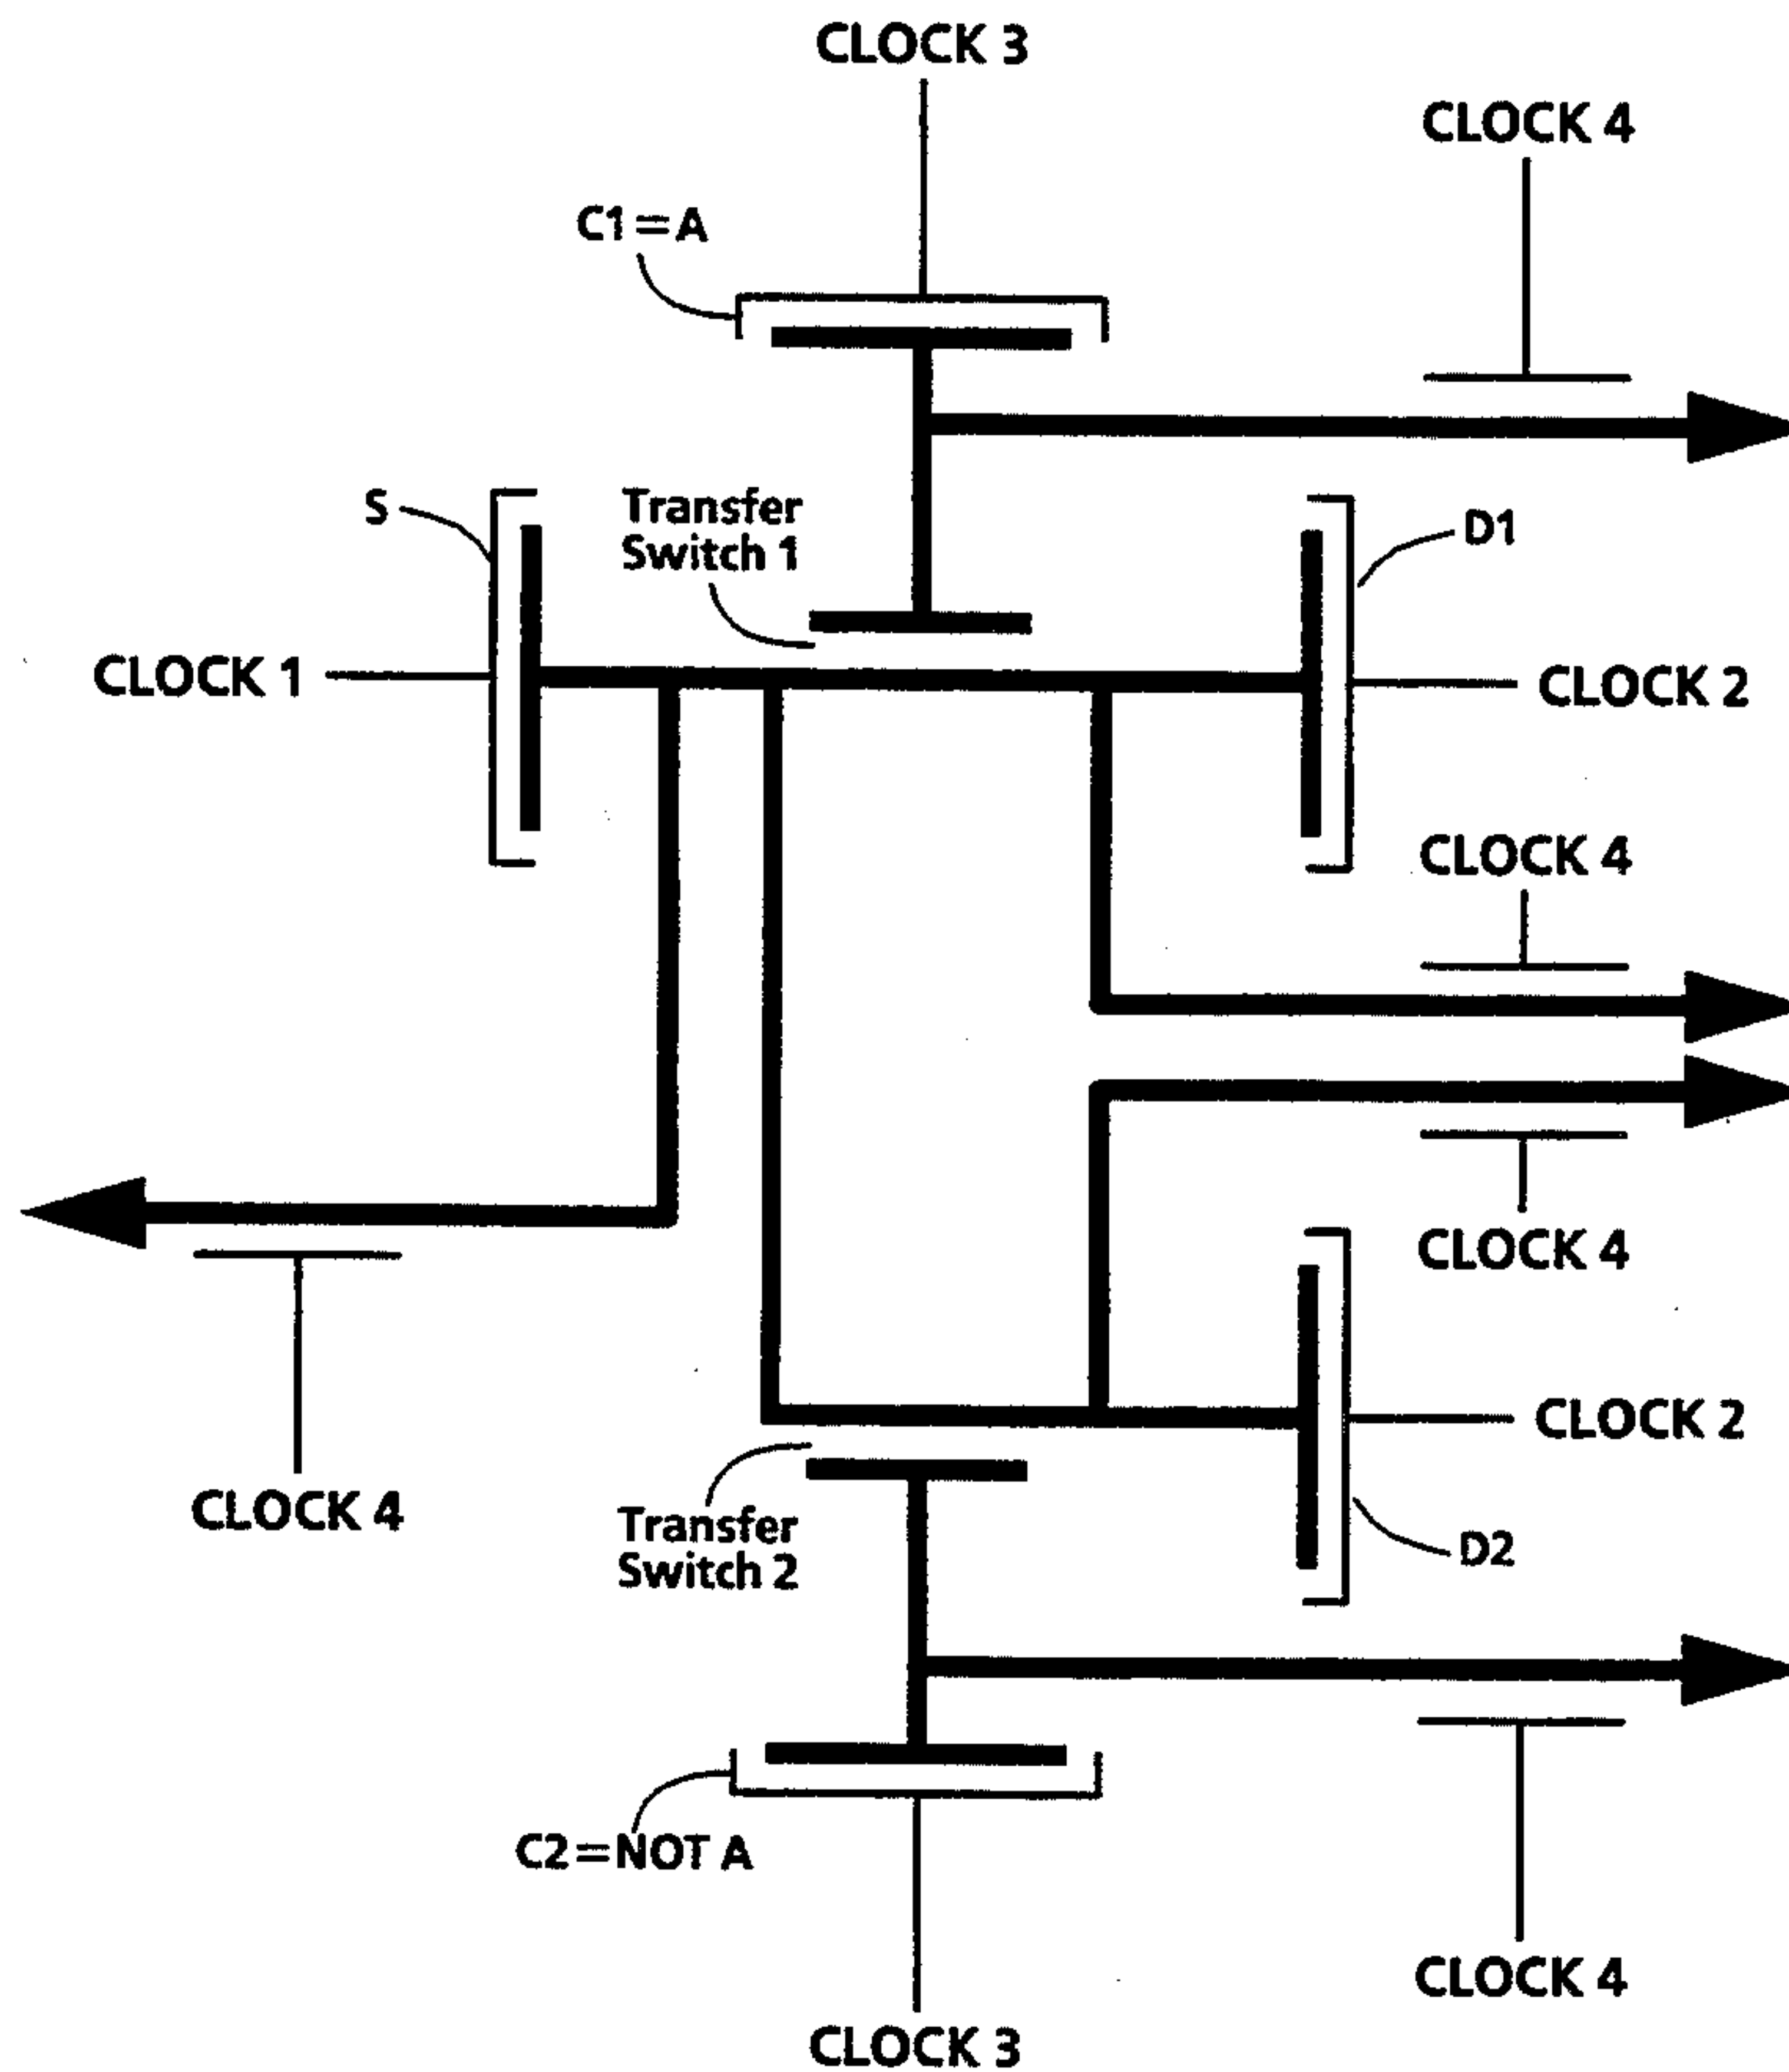 CLOCK 3
CLOCK 4
C1=A
S
Transfer
Switch 1
D1
CLOCK 1
CLOCK 2
CLOCK 4
CLOCK 4
CLOCK 2
CLOCK 4
Transfer
Switch 2
D2
C2=NOT A
CLOCK 4
CLOCK 3